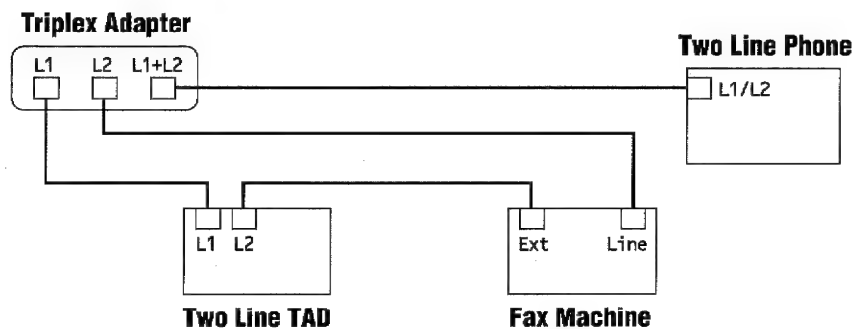 Triplex Adapter
L1 L2 L1+L2
Two Line Phone
L1/L2
L1 L2
Ext Line
Two Line TAD
Fax Machine